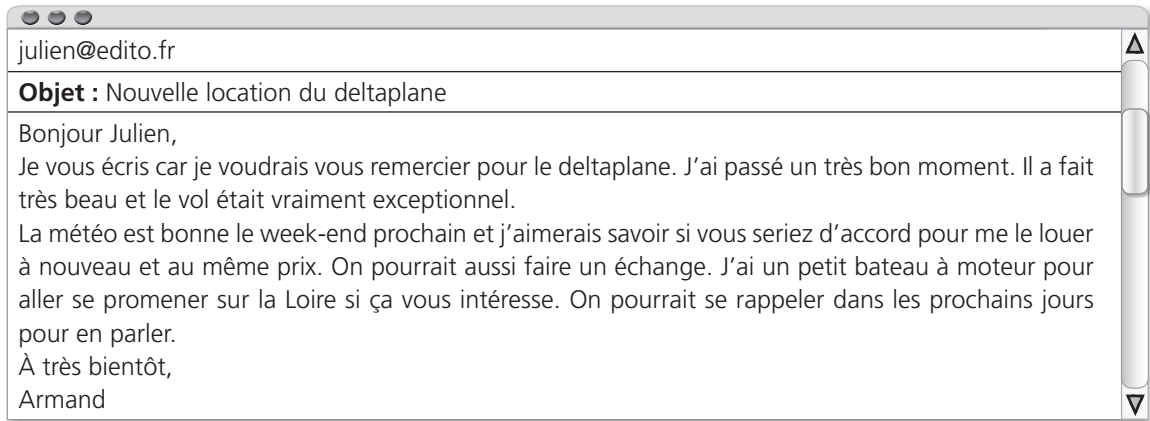 julien@edito.fr
Objet : Nouvelle location du deltaplane
Bonjour Julien,
Je vous écris car je voudrais vous remercier pour le deltaplane. J’ai passé un très bon moment. Il a fait
très beau et le vol était vraiment exceptionnel.
La météo est bonne le week-end prochain et j’aimerais savoir si vous seriez d’accord pour me le louer
à nouveau et au même prix. On pourrait aussi faire un échange. J’ai un petit bateau à moteur pour
aller se promener sur la Loire si ça vous intéresse. On pourrait se rappeler dans les prochains jours
pour en parler.
À très bientôt,
Armand